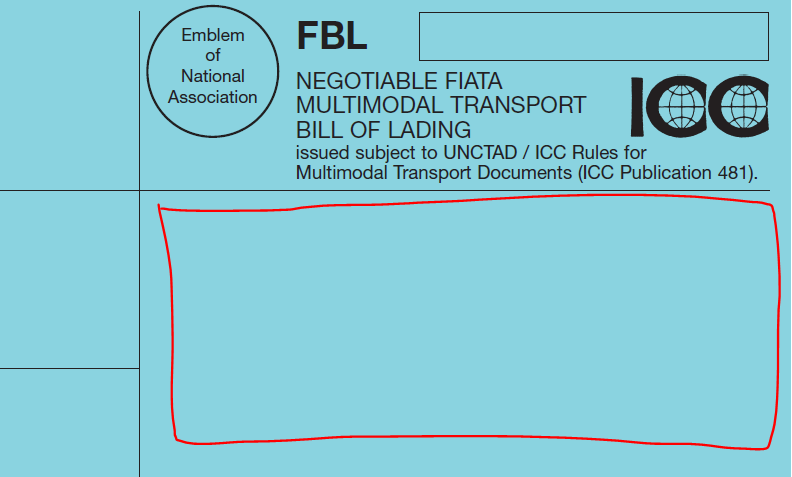 Emblem
of
National
Association
FBL
NEGOTIABLE FIATA
MULTIMODAL TRANSPORT
BILL OF LADING
issued subject to UNCTAD / ICC Rules for
Multimodal Transport Documents (ICC Publication 481).
ICC